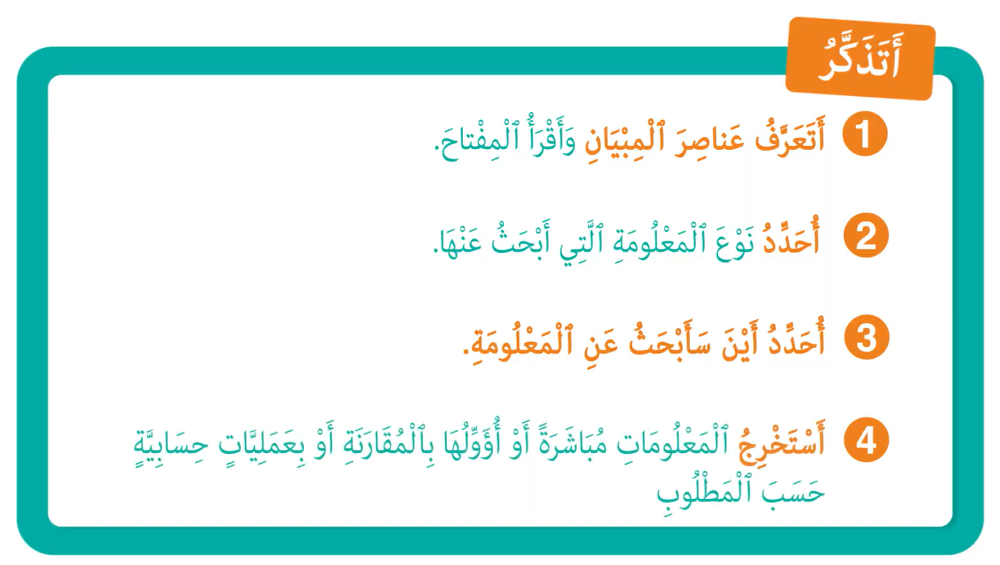 أَتَذَكَّرُ
1 أَتَعَرَّفُ عَناصِرَ ٱلْمِبْيَانِ وَأَقْرَأُ ٱلْمِفْتاحَ.
2 أُحَدِّدُ نَوْعَ ٱلْمَعْلُومَةِ ٱلَّتِي أَبْحَثُ عَنْهَا.
3 أُحَدِّدُ أَيْنَ سَأَبْحَثُ عَنِ ٱلْمَعْلُومَةِ.
4 أَسْتَخْرِجُ ٱلْمَعْلُومَاتِ مُبَاشَرَةً أَوْ أُؤَوِّلُهَا بِٱلْمُقَارَنَةِ أَوْ بِعَمَلِيَّاتٍ حِسَابِيَّةٍ
حَسَبَ ٱلْمَطْلُوبِ